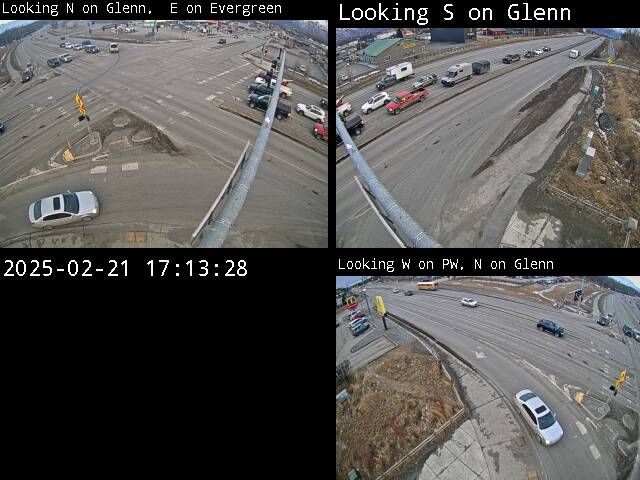 Looking N on Glenn,  E on Evergreen
Looking S on Glenn
2025-02-21 17:13:28
Looking W on PW, N on Glenn